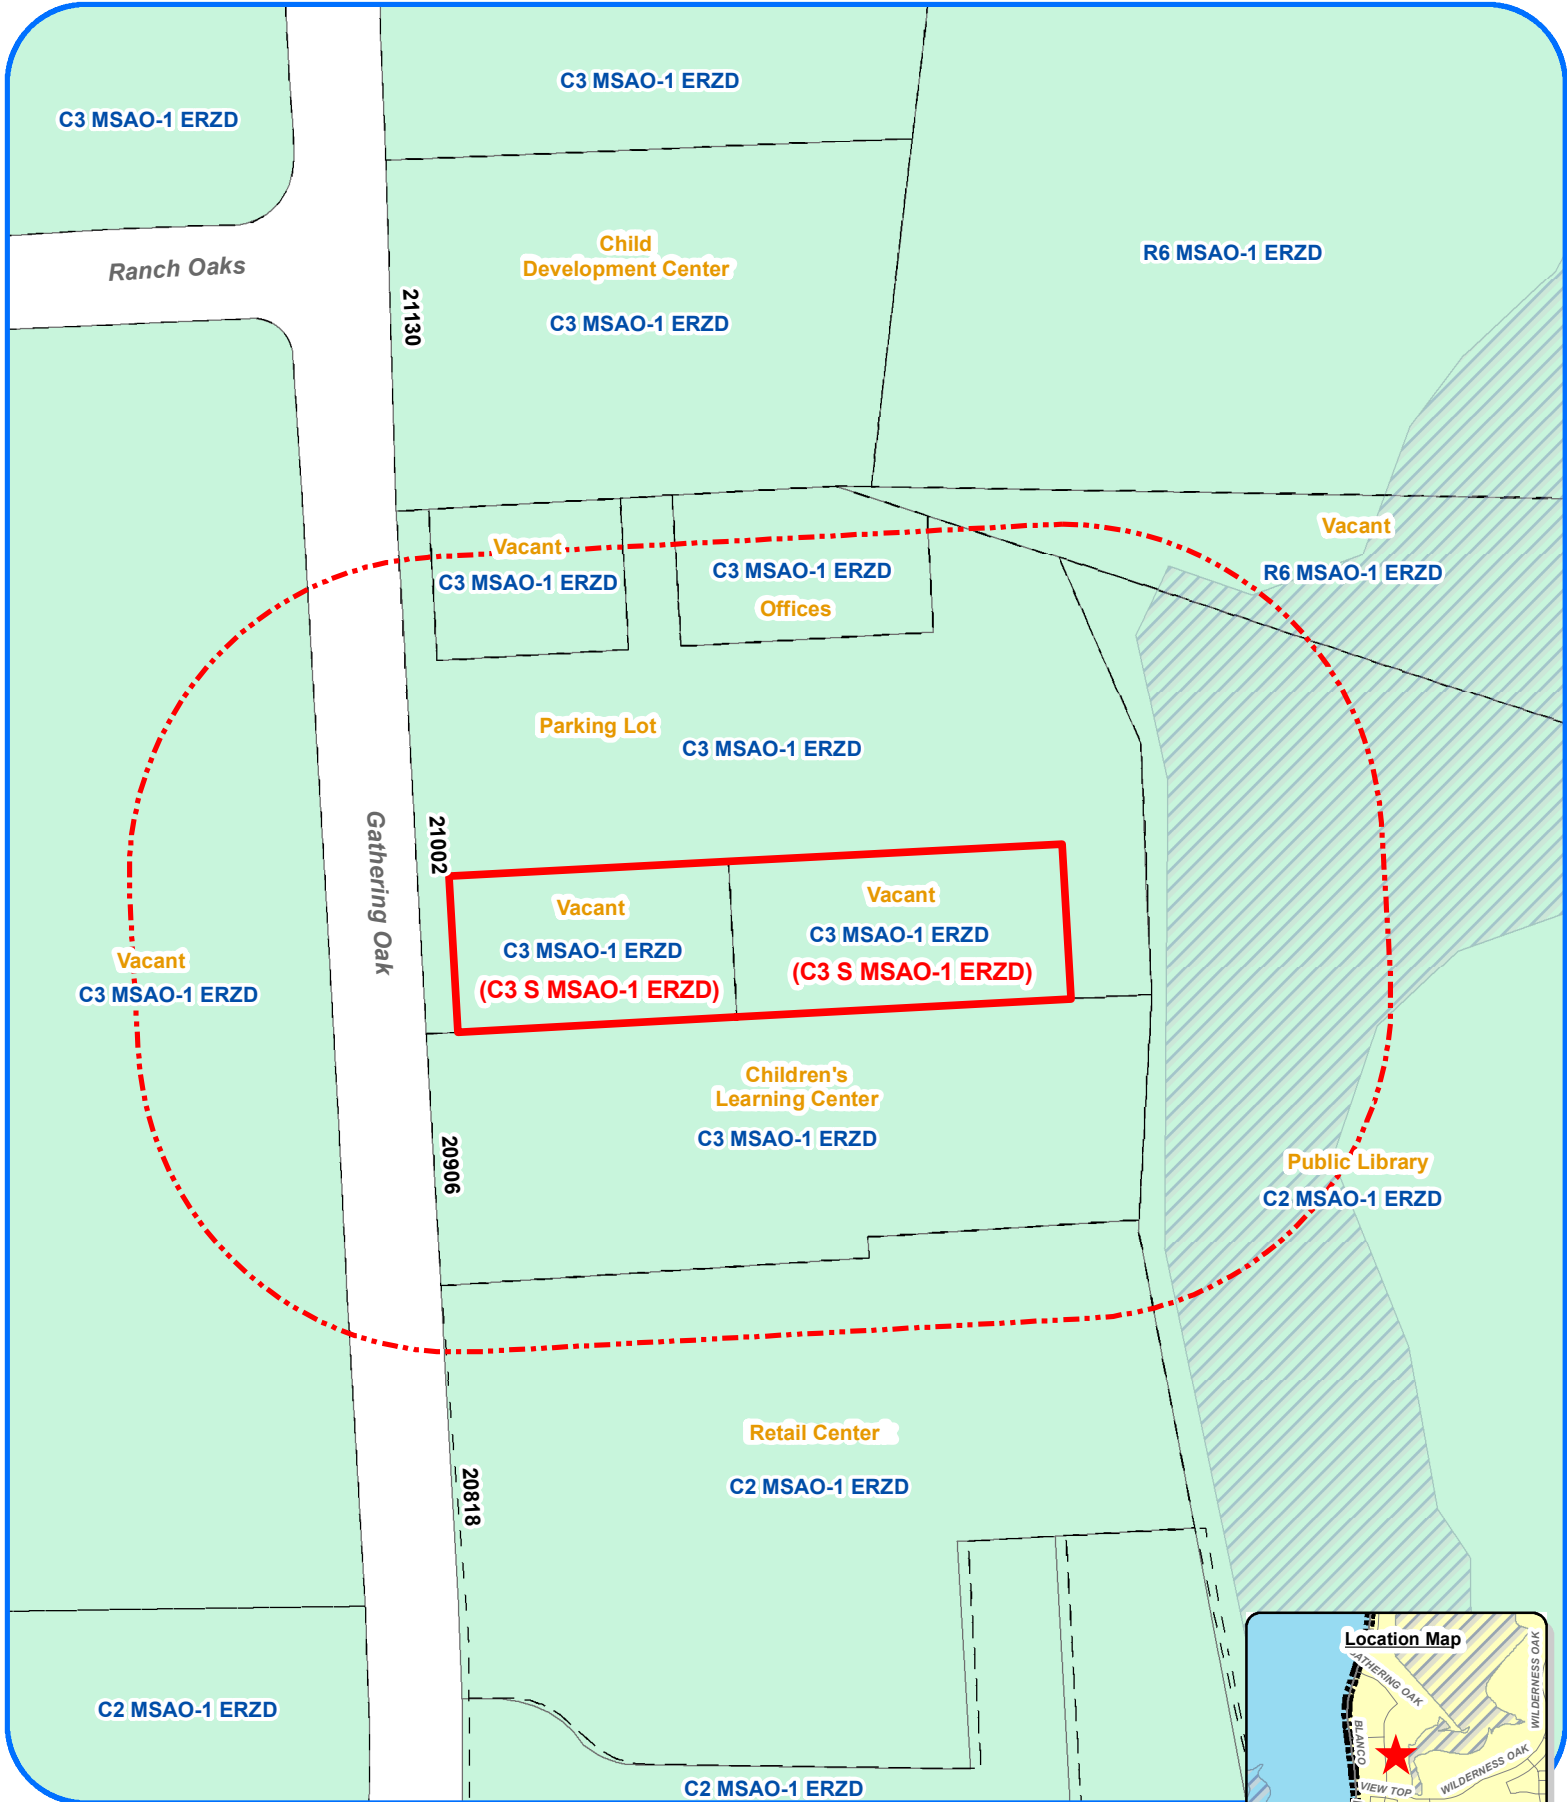 C3 MSAO-1 ERZD
C3 MSAO-1 ERZD
Ranch Oaks
Child
Development Center
C3 MSAO-1 ERZD
R6 MSAO-1 ERZD
21130
Vacant
C3 MSAO-1 ERZD
C3 MSAO-1 ERZD
Offices
Vacant
R6 MSAO-1 ERZD
Parking Lot
C3 MSAO-1 ERZD
Gathering Oak
21002
Vacant
C3 MSAO-1 ERZD
(C3 S MSAO-1 ERZD)
Vacant
C3 MSAO-1 ERZD
(C3 S MSAO-1 ERZD)
Vacant
C3 MSAO-1 ERZD
Children's
Learning Center
C3 MSAO-1 ERZD
20906
Public Library
C2 MSAO-1 ERZD
Retail Center
C2 MSAO-1 ERZD
20818
C2 MSAO-1 ERZD
C2 MSAO-1 ERZD
Location Map
GATHERING OAK
WILDERNESS OAK
BLANCO
WILDERNESS OAK
VIEW TOP